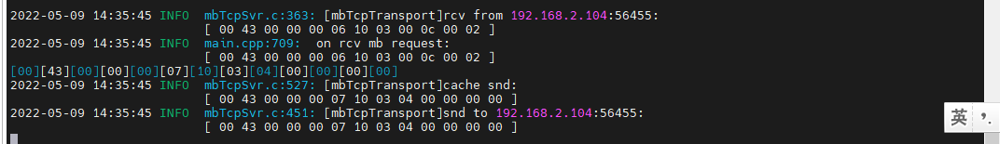 2022-05-09 14:35:45 INFO  mbTcpSvr.c:363: [mbTcpTransport]rcv from 192.168.2.104:56455:
[ 00 43 00 00 00 06 10 03 00 0c 00 02 ]
2022-05-09 14:35:45 INFO  main.cpp:709:  on rcv mb request:
[ 00 43 00 00 00 06 10 03 00 0c 00 02 ]
[00][43][00][00][00][07][10][03][04][00][00][00][00]
2022-05-09 14:35:45 INFO  mbTcpSvr.c:527: [mbTcpTransport]cache snd:
[ 00 43 00 00 00 07 10 03 04 00 00 00 00 ]
2022-05-09 14:35:45 INFO  mbTcpSvr.c:451: [mbTcpTransport]snd to 192.168.2.104:56455:
[ 00 43 00 00 00 07 10 03 04 00 00 00 00 ]
英 ’.